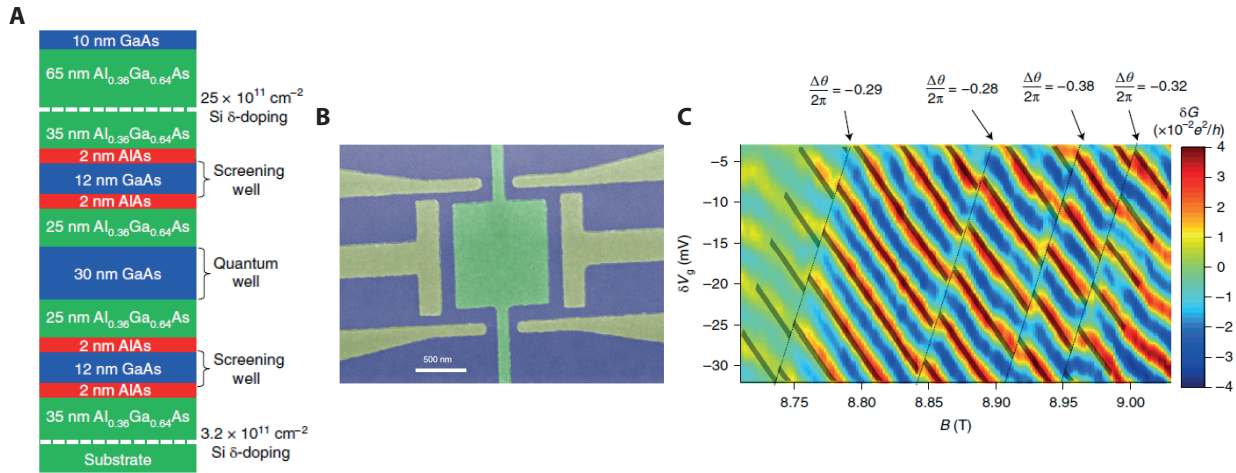 A
10 nm GaAs
65 nm Al0.36Ga0.64As
25 × 10¹¹ cm⁻²
Si δ-doping
35 nm Al0.36Ga0.64As
2 nm AlAs
12 nm GaAs
Screening
well
2 nm AlAs
25 nm Al0.36Ga0.64As
30 nm GaAs
Quantum
well
25 nm Al0.36Ga0.64As
2 nm AlAs
12 nm GaAs
Screening
well
2 nm AlAs
35 nm Al0.36Ga0.64As
3.2 × 10¹¹ cm⁻²
Si δ-doping
Substrate
B
500 nm
C
Δθ/2π = −0.29
Δθ/2π = −0.28
Δθ/2π = −0.38
Δθ/2π = −0.32
δG
(×10⁻²e²/h)
4
3
2
1
0
−1
−2
−3
−4
δVg (mV)
−5
−10
−15
−20
−25
−30
8.75 8.80 8.85 8.90 8.95 9.00
B (T)